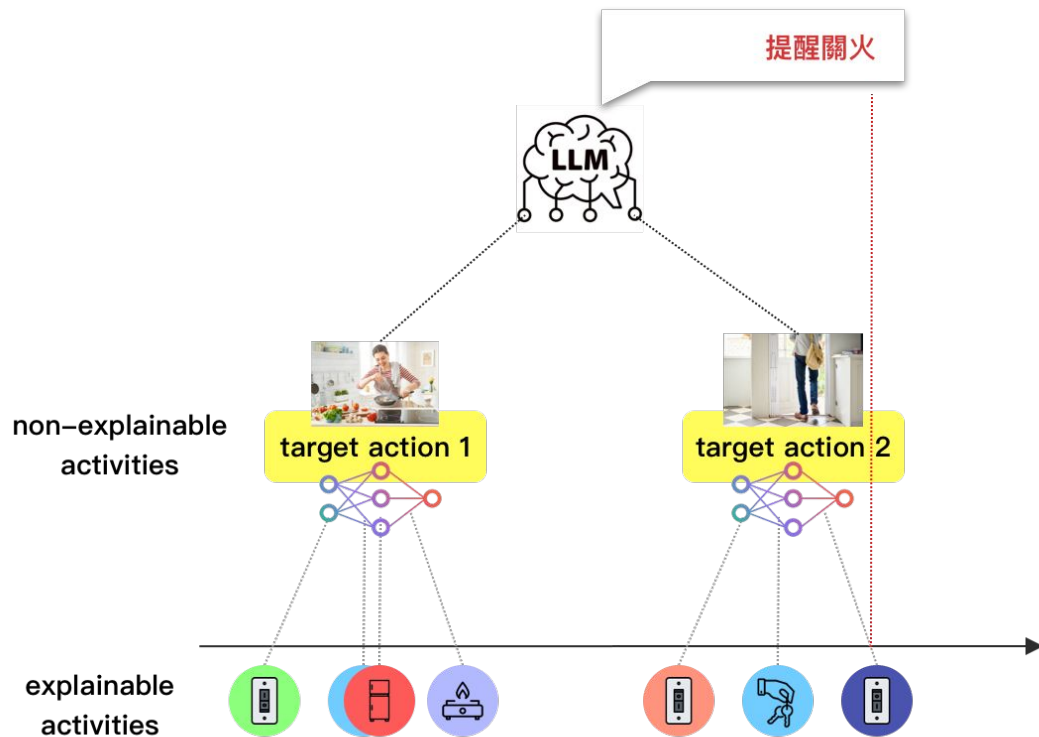 提醒關火
LLM
non-explainable
activities
target action 1
target action 2
explainable
activities